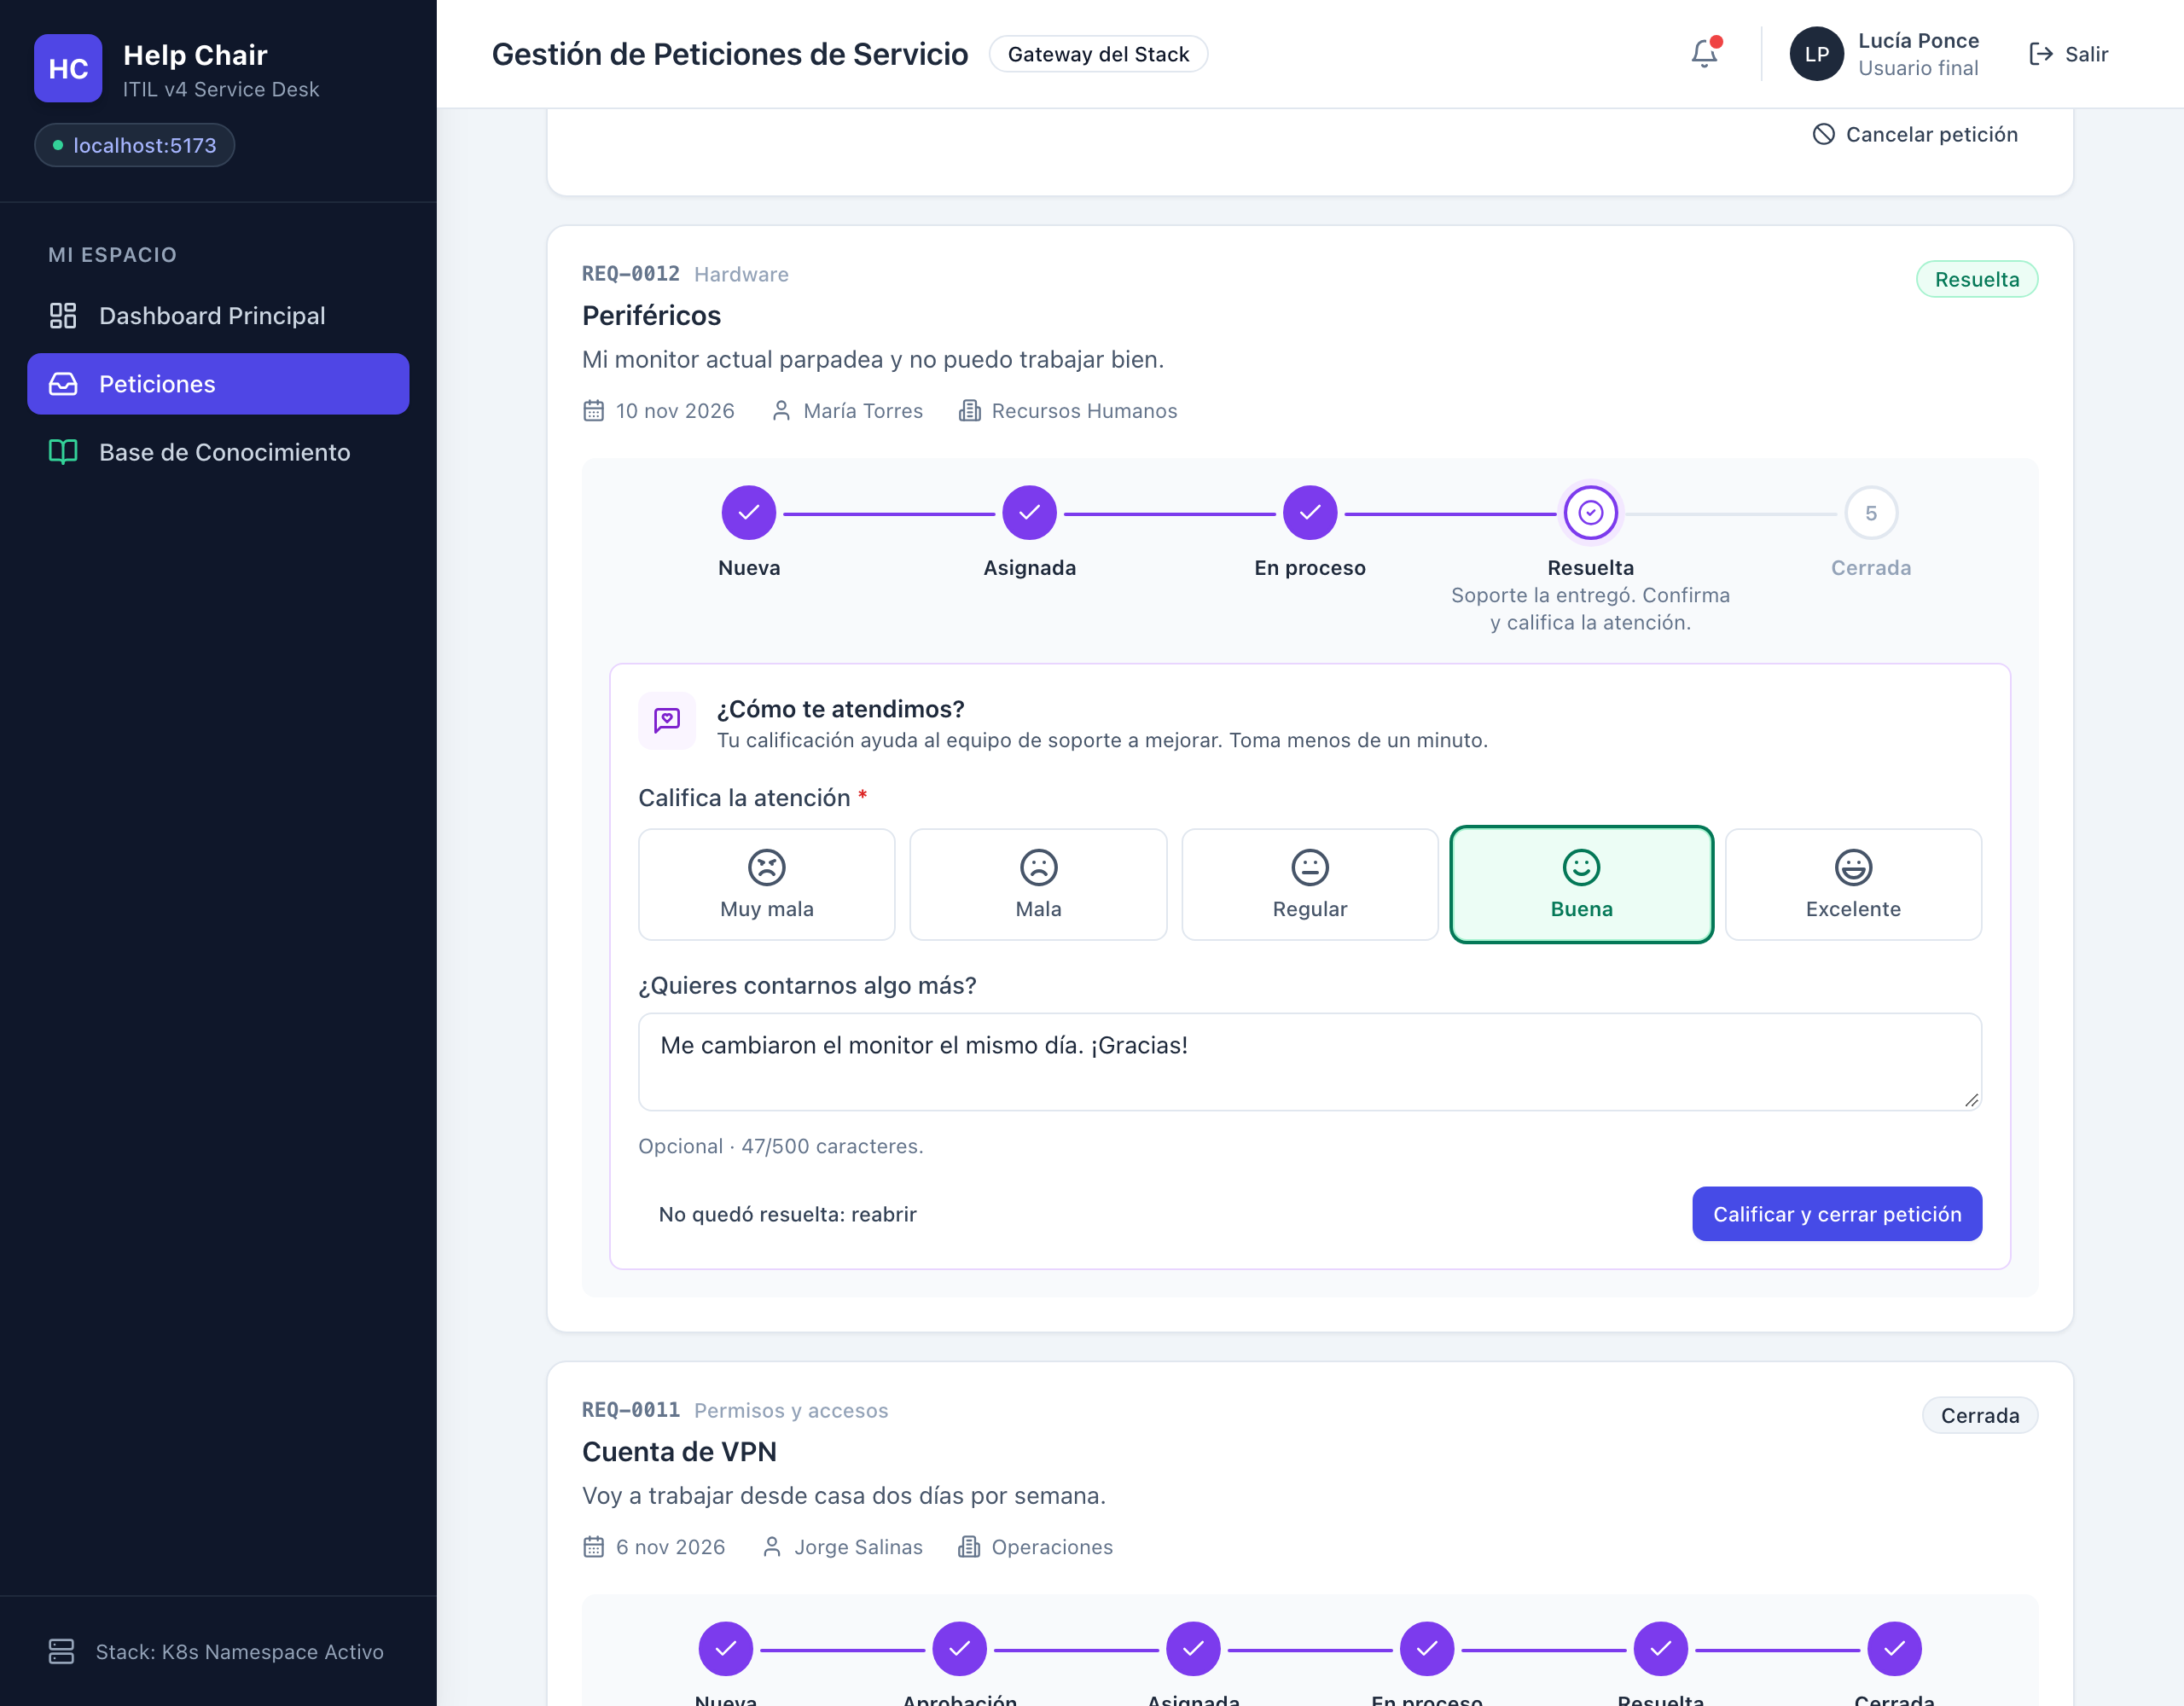 HC
Help Chair
ITIL v4 Service Desk
localhost:5173
MI ESPACIO
Dashboard Principal
Peticiones
Base de Conocimiento
Stack: K8s Namespace Activo
Gestión de Peticiones de Servicio
Gateway del Stack
LP
Lucía Ponce
Usuario final
Salir
Cancelar petición
REQ-0012 Hardware
Resuelta
Periféricos
Mi monitor actual parpadea y no puedo trabajar bien.
10 nov 2026 María Torres Recursos Humanos
5
Nueva Asignada En proceso Resuelta Cerrada
Soporte la entregó. Confirma
y califica la atención.
¿Cómo te atendimos?
Tu calificación ayuda al equipo de soporte a mejorar. Toma menos de un minuto.
Califica la atención *
Muy mala Mala Regular Buena Excelente
¿Quieres contarnos algo más?
Me cambiaron el monitor el mismo día. ¡Gracias!
Opcional · 47/500 caracteres.
No quedó resuelta: reabrir
Calificar y cerrar petición
REQ-0011 Permisos y accesos
Cerrada
Cuenta de VPN
Voy a trabajar desde casa dos días por semana.
6 nov 2026 Jorge Salinas Operaciones
Nueva Aprobación Asignada En proceso Resuelta Cerrada